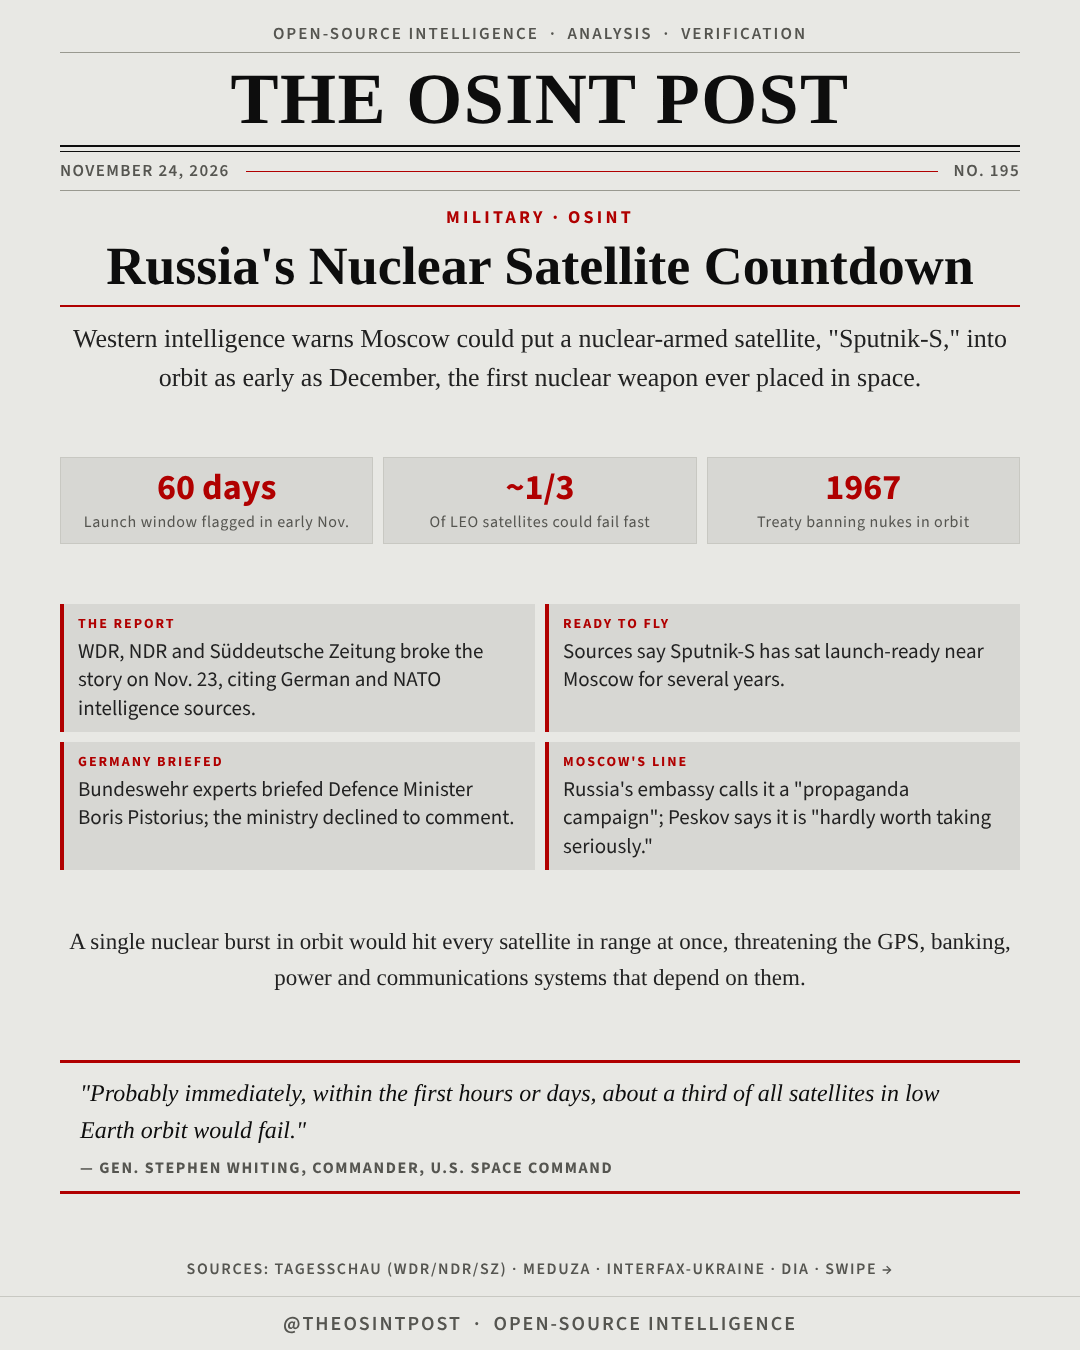 OPEN-SOURCE INTELLIGENCE · ANALYSIS · VERIFICATION
THE OSINT POST
NOVEMBER 24, 2026
NO. 195
MILITARY · OSINT
Russia's Nuclear Satellite Countdown
Western intelligence warns Moscow could put a nuclear-armed satellite, "Sputnik-S," into
orbit as early as December, the first nuclear weapon ever placed in space.
60 days
Launch window flagged in early Nov.
~1/3
Of LEO satellites could fail fast
1967
Treaty banning nukes in orbit
THE REPORT
WDR, NDR and Süddeutsche Zeitung broke the
story on Nov. 23, citing German and NATO
intelligence sources.
READY TO FLY
Sources say Sputnik-S has sat launch-ready near
Moscow for several years.
GERMANY BRIEFED
Bundeswehr experts briefed Defence Minister
Boris Pistorius; the ministry declined to comment.
MOSCOW'S LINE
Russia's embassy calls it a "propaganda
campaign"; Peskov says it is "hardly worth taking
seriously."
A single nuclear burst in orbit would hit every satellite in range at once, threatening the GPS, banking,
power and communications systems that depend on them.
"Probably immediately, within the first hours or days, about a third of all satellites in low
Earth orbit would fail."
— GEN. STEPHEN WHITING, COMMANDER, U.S. SPACE COMMAND
SOURCES: TAGESSCHAU (WDR/NDR/SZ) · MEDUZA · INTERFAX-UKRAINE · DIA · SWIPE →
@THEOSINTPOST · OPEN-SOURCE INTELLIGENCE